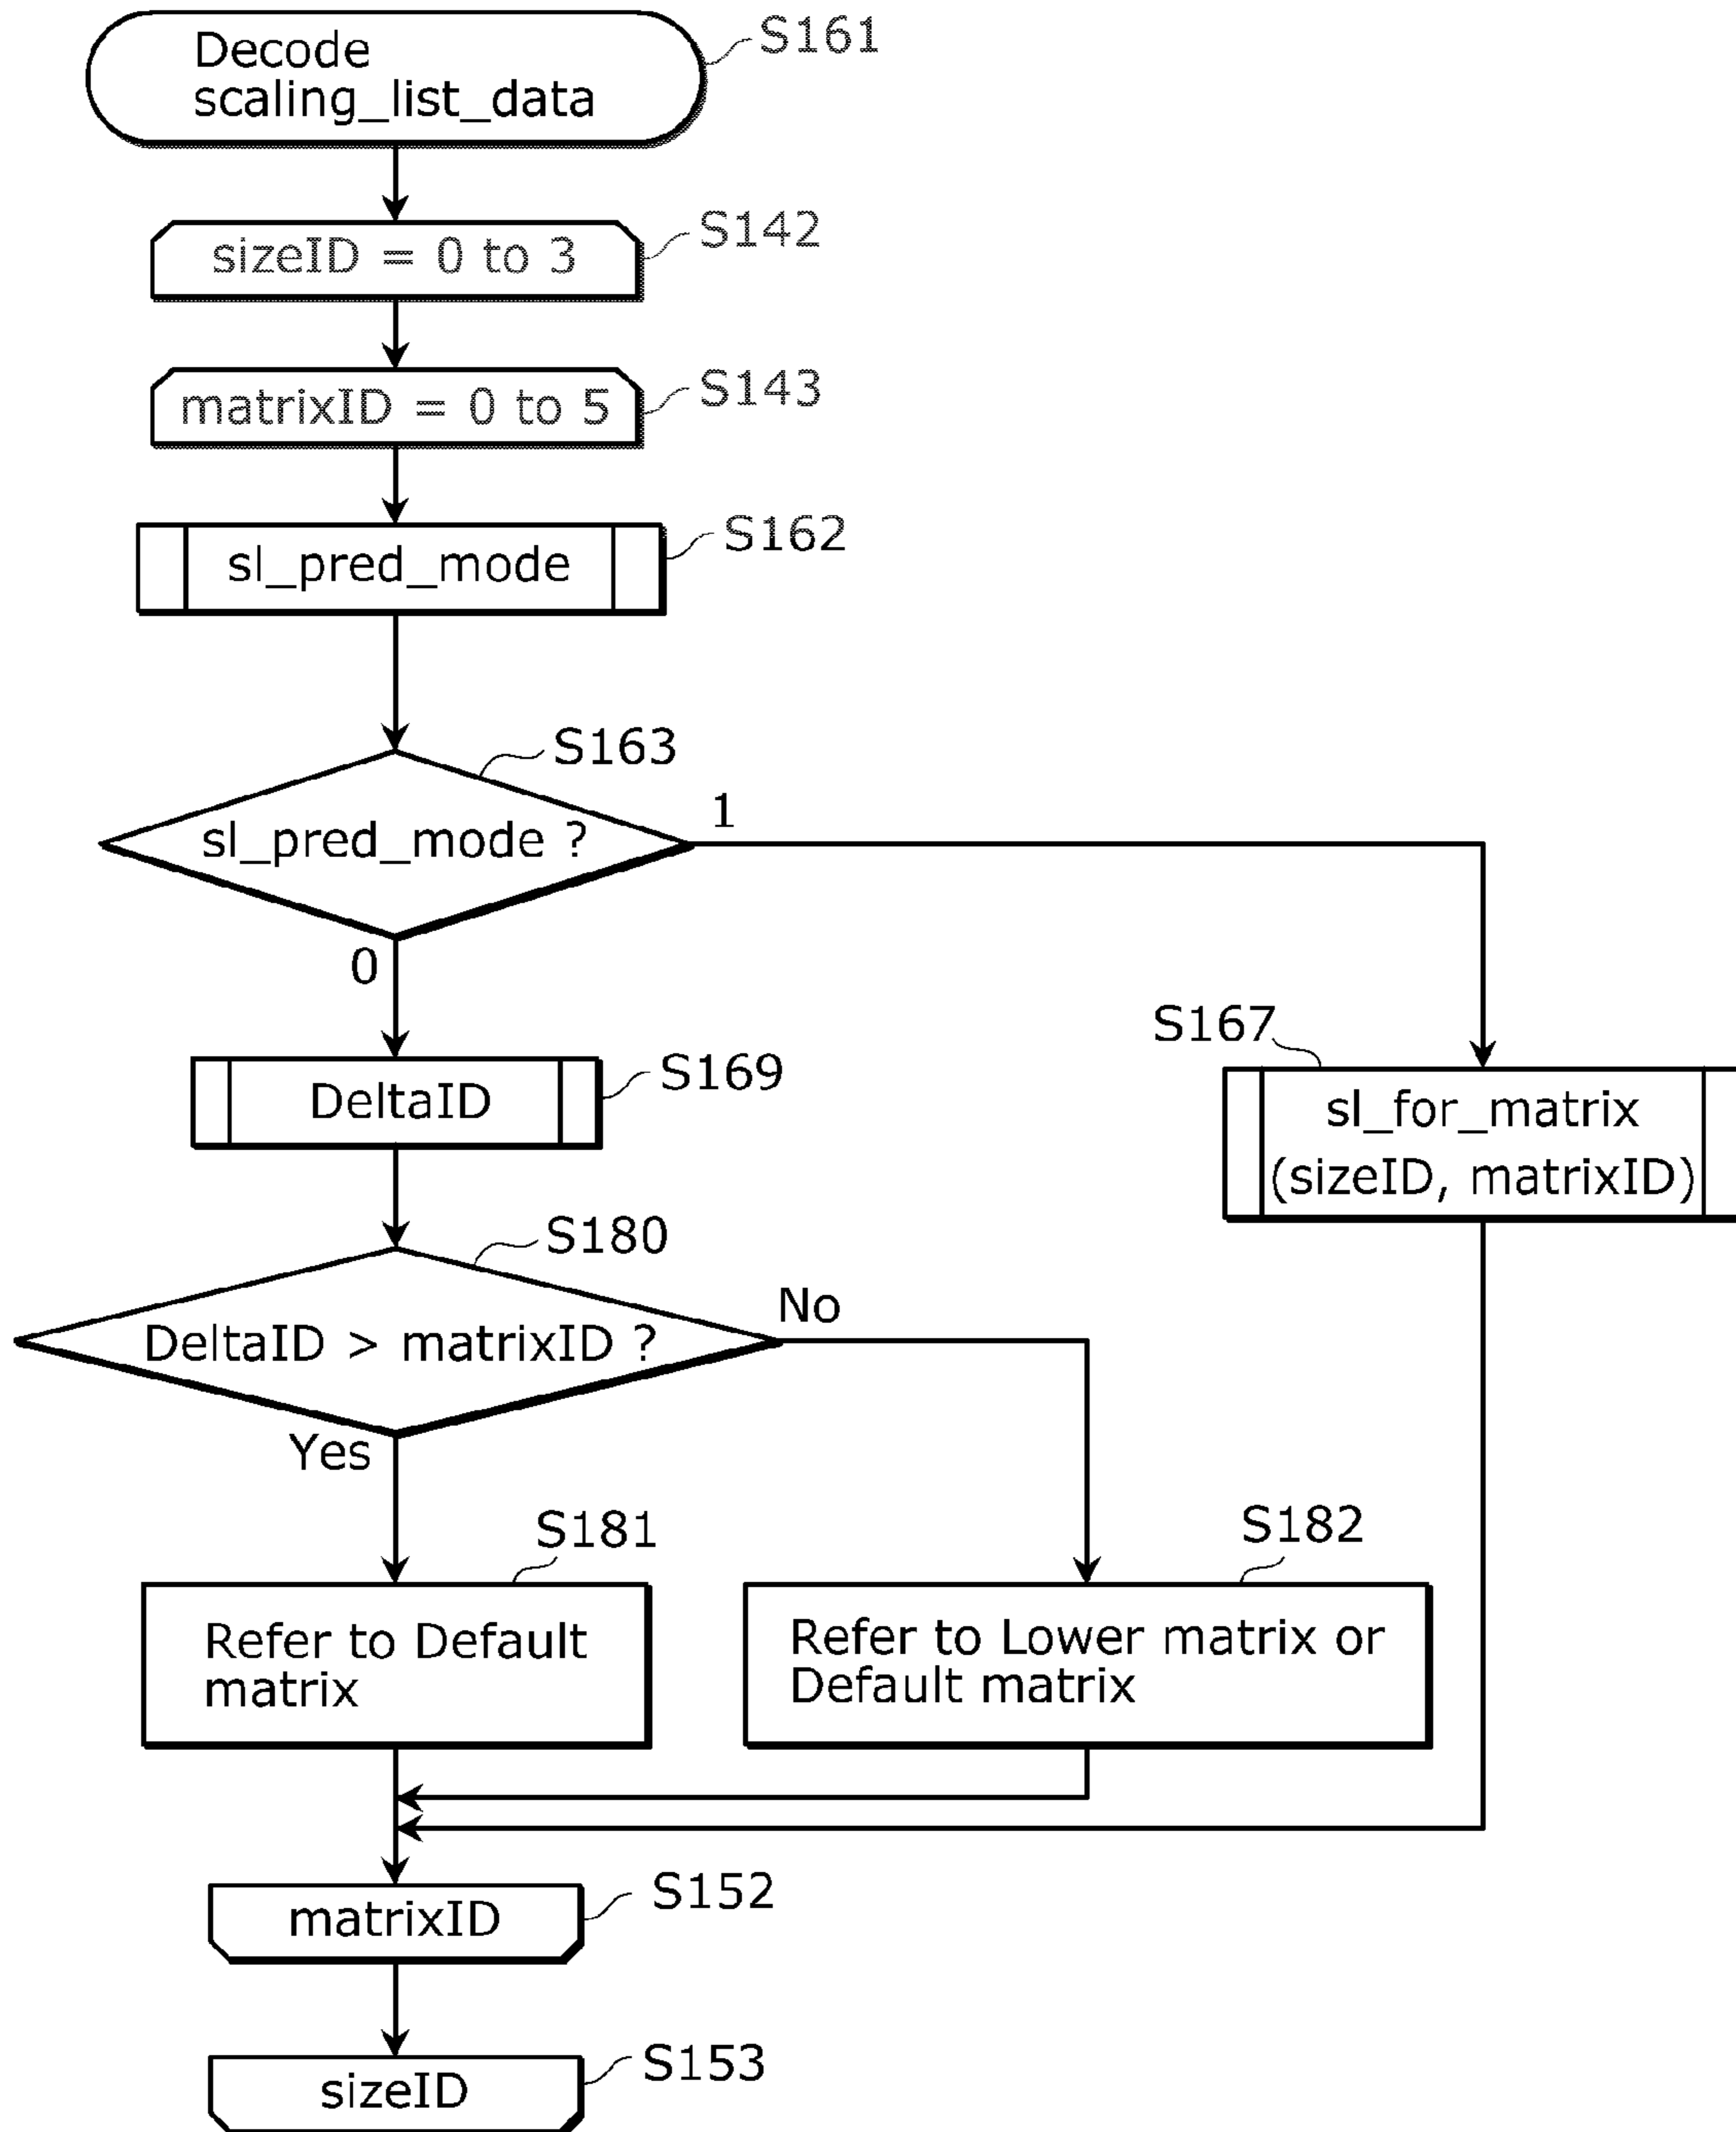 Decode
scaling_list_data
S161
sizeID = 0 to 3
S142
matrixID = 0 to 5
S143
sl_pred_mode
S162
S163
sl_pred_mode ?
1
0
DeltaID
S169
S167
sl_for_matrix
(sizeID, matrixID)
S180
DeltaID > matrixID ?
No
Yes
S181
Refer to Default
matrix
S182
Refer to Lower matrix or
Default matrix
matrixID
S152
sizeID
S153